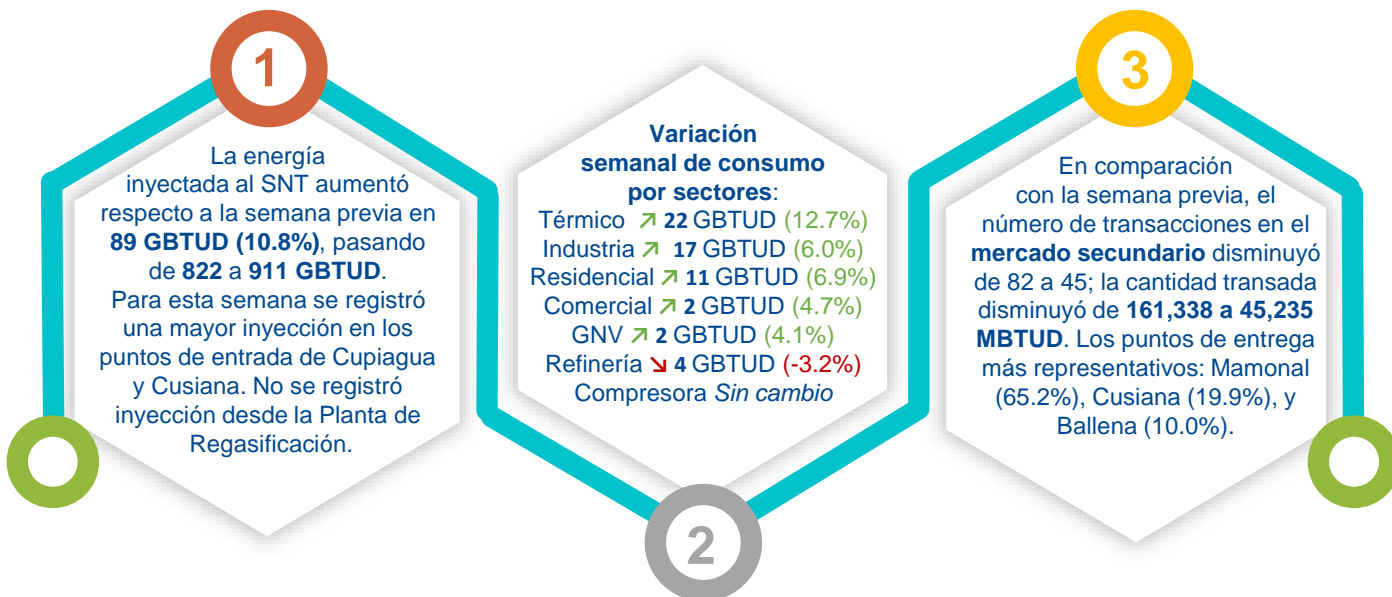 1
La energía
inyectada al SNT aumentó
respecto a la semana previa en
89 GBTUD (10.8%), pasando
de 822 a 911 GBTUD.
Para esta semana se registró
una mayor inyección en los
puntos de entrada de Cupiagua
y Cusiana. No se registró
inyección desde la Planta de
Regasificación.
Variación
semanal de consumo
por sectores:
Térmico ↗ 22 GBTUD (12.7%)
Industria ↗ 17 GBTUD (6.0%)
Residencial ↗ 11 GBTUD (6.9%)
Comercial ↗ 2 GBTUD (4.7%)
GNV ↗ 2 GBTUD (4.1%)
Refinería ↘ 4 GBTUD (-3.2%)
Compresora Sin cambio
2
3
En comparación
con la semana previa, el
número de transacciones en el
mercado secundario disminuyó
de 82 a 45; la cantidad transada
disminuyó de 161,338 a 45,235
MBTUD. Los puntos de entrega
más representativos: Mamonal
(65.2%), Cusiana (19.9%), y
Ballena (10.0%).